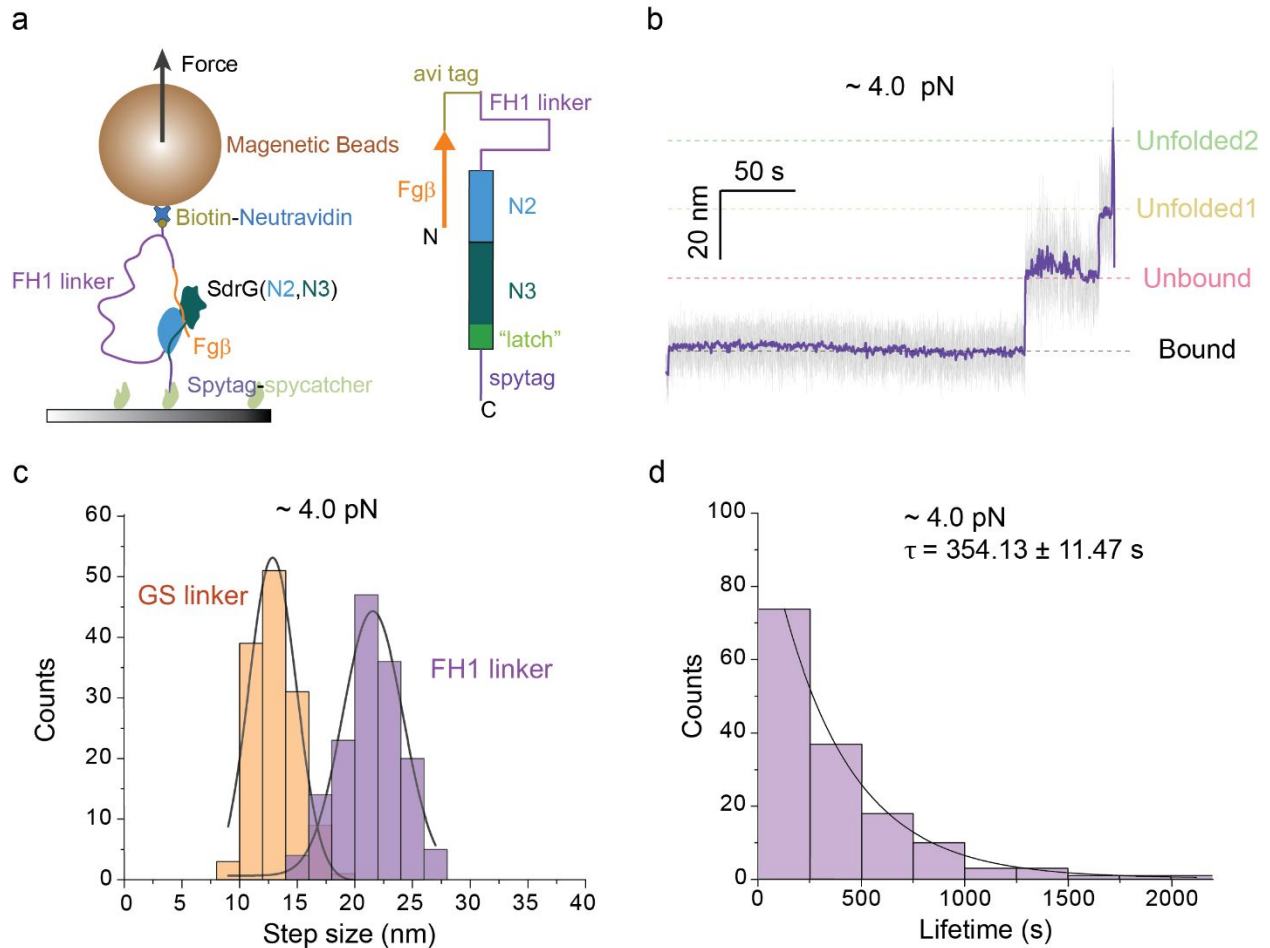 a
Force
Magenetic Beads
Biotin-Neutravidin
FH1 linker
SdrG(N2,N3)
Fgβ
Spytag-spycatcher
avi tag
FH1 linker
Fgβ
N
N2
N3
"latch"
spytag
C
b
~ 4.0 pN
50 s
20 nm
Unfolded2
Unfolded1
Unbound
Bound
c
~ 4.0 pN
GS linker
FH1 linker
Counts
60
50
40
30
20
10
0
0 5 10 15 20 25 30 35 40
Step size (nm)
d
~ 4.0 pN
τ = 354.13 ± 11.47 s
Counts
100
80
60
40
20
0
0 500 1000 1500 2000
Lifetime (s)